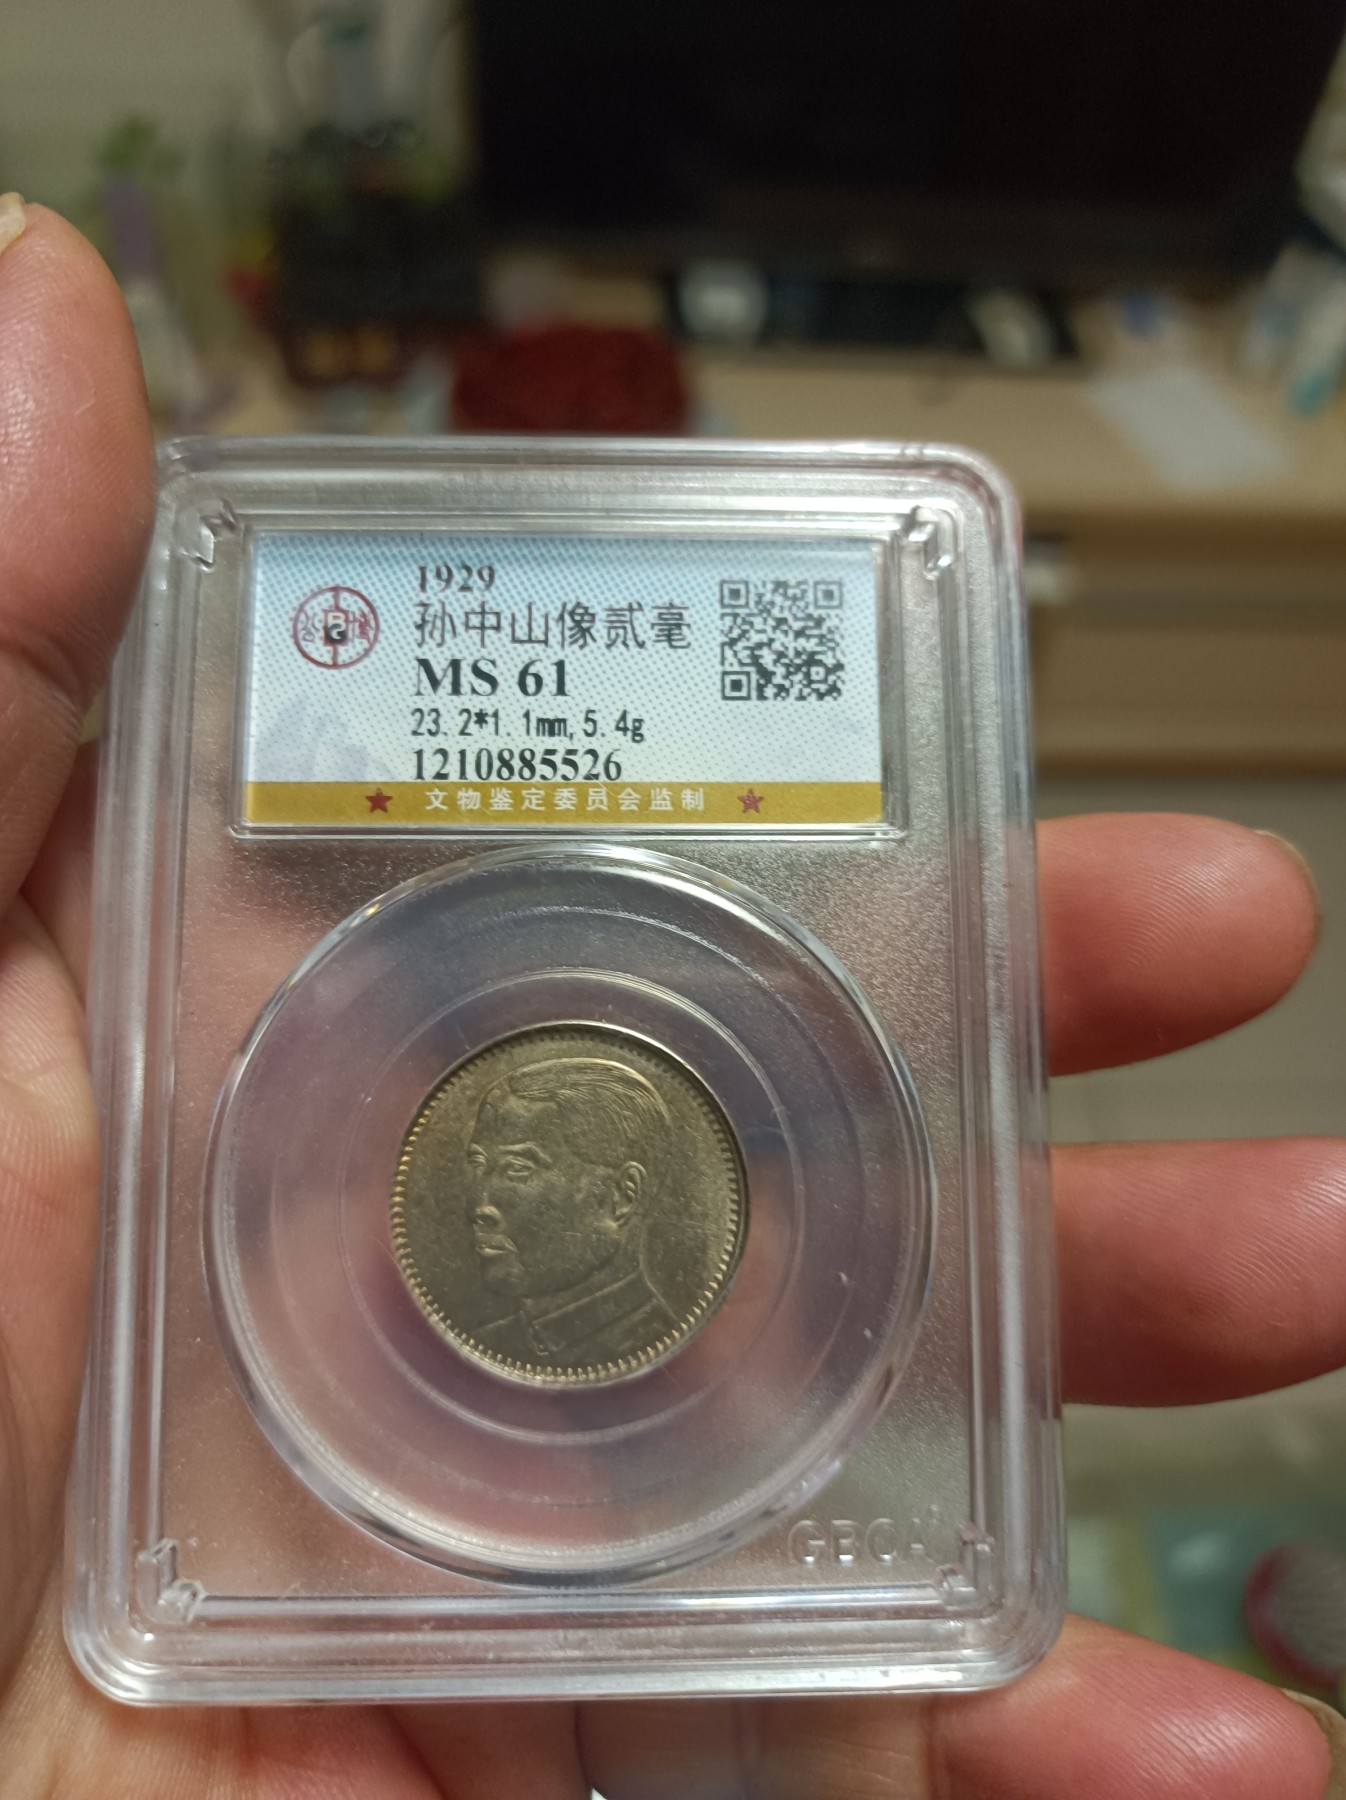 1929
孙中山像贰毫
MS 61
23.2*1.1mm,5.4g
1210885526
文物鉴定委员会监制
GBCA